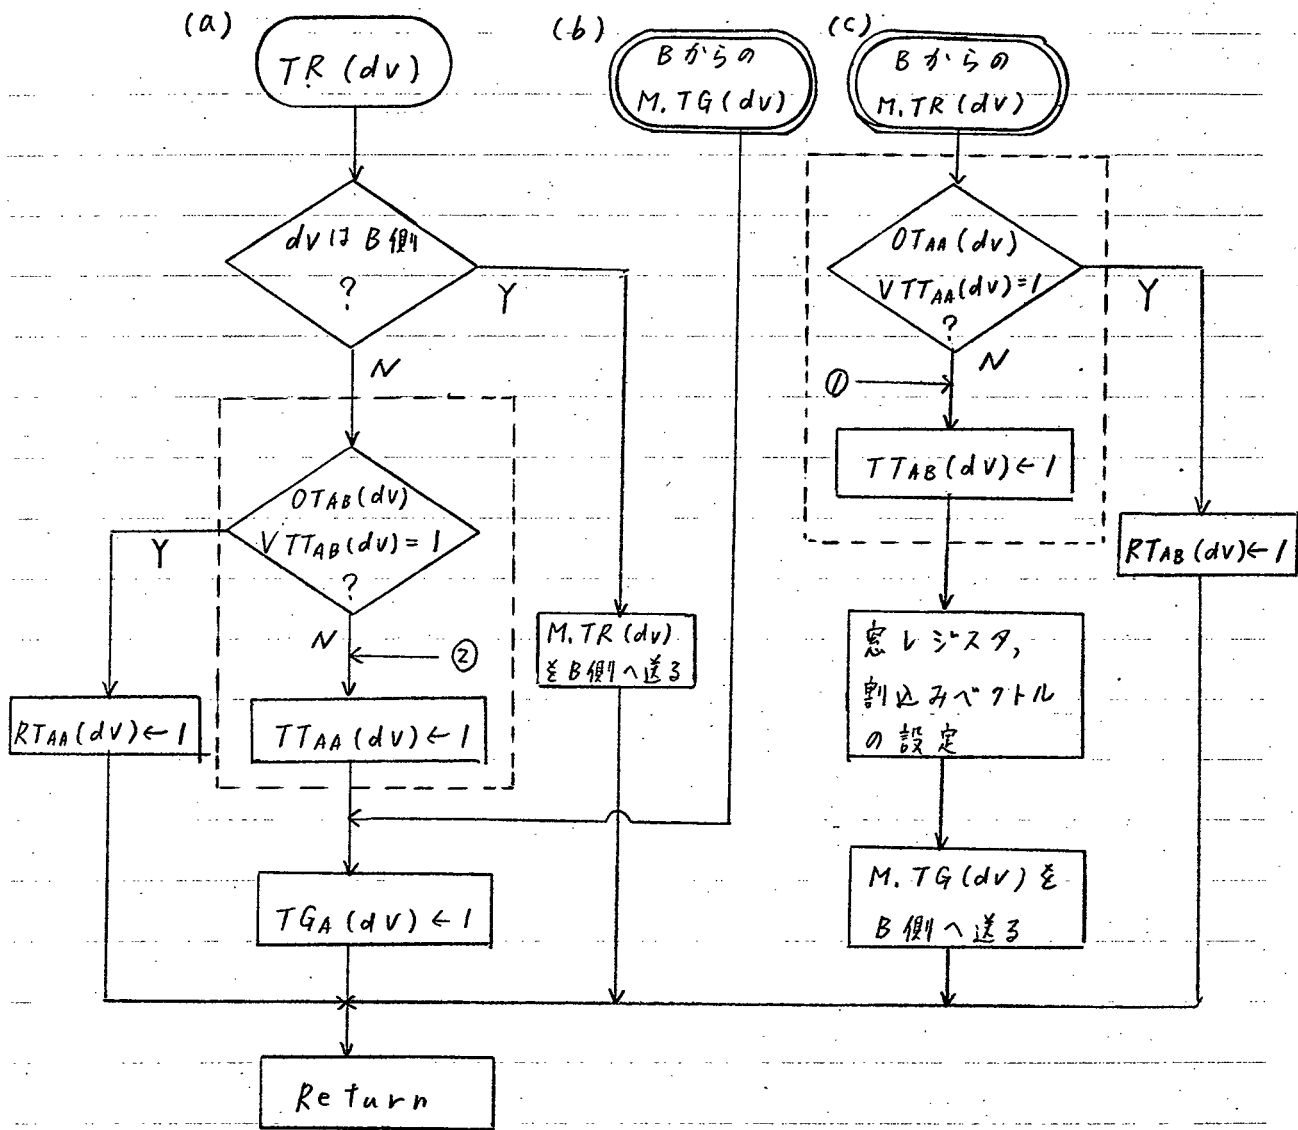 (a)
TR (dv)
dvは B側
?
Y
N
OTAB(dv)
∨TTAB(dv)=1
?
Y
N
②
RTAA(dv)←1
TTAA(dv)←1
TGA(dv)←1
Return
M.TR(dv)
をB側へ送る
(b)
Bからの
M.TG(dv)
(c)
Bからの
M.TR(dv)
OTAA(dv)
∨TTAA(dv)=1
?
Y
N
①
TTAB(dv)←1
RTAB(dv)←1
窓レジスタ,
割込みベクトル
の設定
M.TG(dv)を
B側へ送る